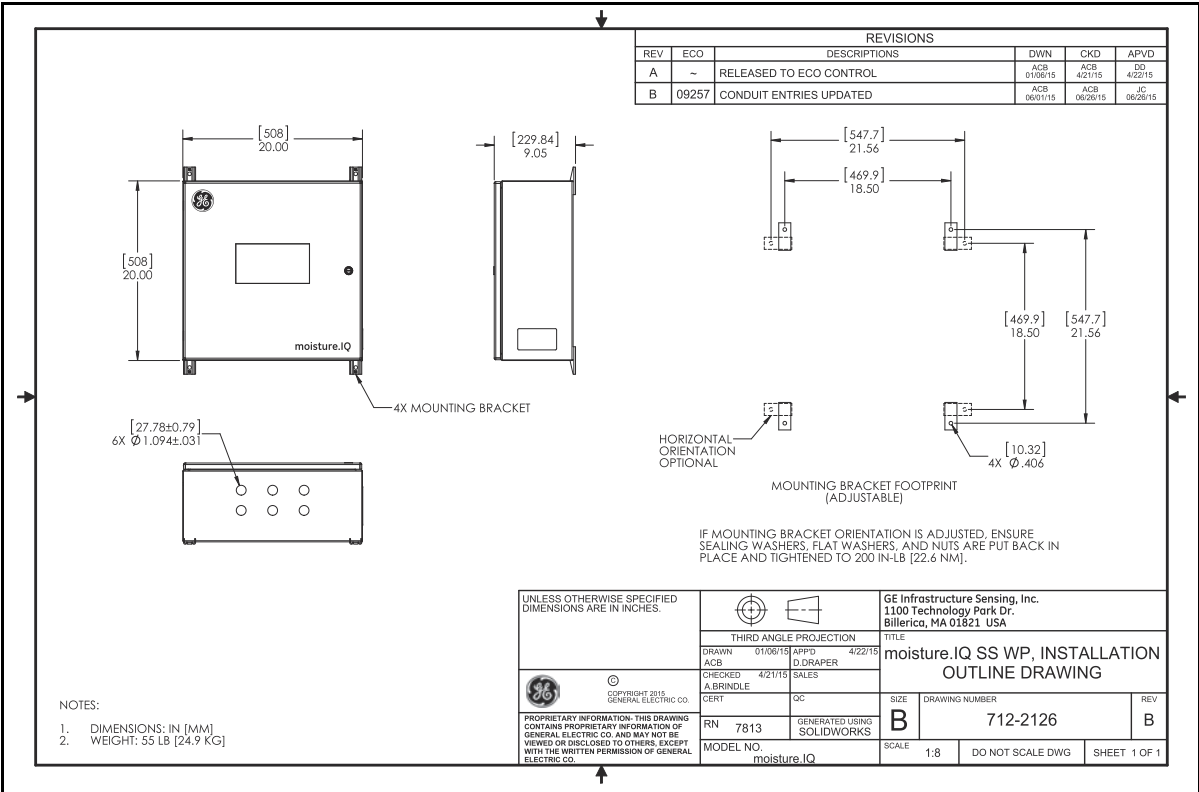 REVISIONS
REV ECO DESCRIPTIONS DWN CKD APVD
A ~ RELEASED TO ECO CONTROL ACB 01/06/15 ACB 4/21/15 DD 4/22/15
B 09257 CONDUIT ENTRIES UPDATED ACB 06/01/15 ACB 06/26/15 JC 06/26/15
[508]
20.00
[229.84]
9.05
[547.7]
21.56
[469.9]
18.50
GE
[508]
20.00
moisture.IQ
[469.9]
18.50
[547.7]
21.56
4X MOUNTING BRACKET
[27.78±0.79]
6X Ø1.094±.031
HORIZONTAL
ORIENTATION
OPTIONAL
[10.32]
4X Ø.406
MOUNTING BRACKET FOOTPRINT
(ADJUSTABLE)
IF MOUNTING BRACKET ORIENTATION IS ADJUSTED, ENSURE
SEALING WASHERS, FLAT WASHERS, AND NUTS ARE PUT BACK IN
PLACE AND TIGHTENED TO 200 IN-LB [22.6 NM].
NOTES:
1. DIMENSIONS: IN [MM]
2. WEIGHT: 55 LB [24.9 KG]
UNLESS OTHERWISE SPECIFIED
DIMENSIONS ARE IN INCHES.
GE
©
COPYRIGHT 2015
GENERAL ELECTRIC CO.
PROPRIETARY INFORMATION- THIS DRAWING
CONTAINS PROPRIETARY INFORMATION OF
GENERAL ELECTRIC CO. AND MAY NOT BE
VIEWED OR DISCLOSED TO OTHERS, EXCEPT
WITH THE WRITTEN PERMISSION OF GENERAL
ELECTRIC CO.
THIRD ANGLE PROJECTION
DRAWN 01/06/15 APP'D 4/22/15
ACB D.DRAPER
CHECKED 4/21/15 SALES
A.BRINDLE
CERT QC
RN 7813 GENERATED USING
SOLIDWORKS
MODEL NO.
moisture.IQ
GE Infrastructure Sensing, Inc.
1100 Technology Park Dr.
Billerica, MA 01821 USA
TITLE
moisture.IQ SS WP, INSTALLATION
OUTLINE DRAWING
SIZE DRAWING NUMBER REV
B 712-2126 B
SCALE 1:8 DO NOT SCALE DWG SHEET 1 OF 1